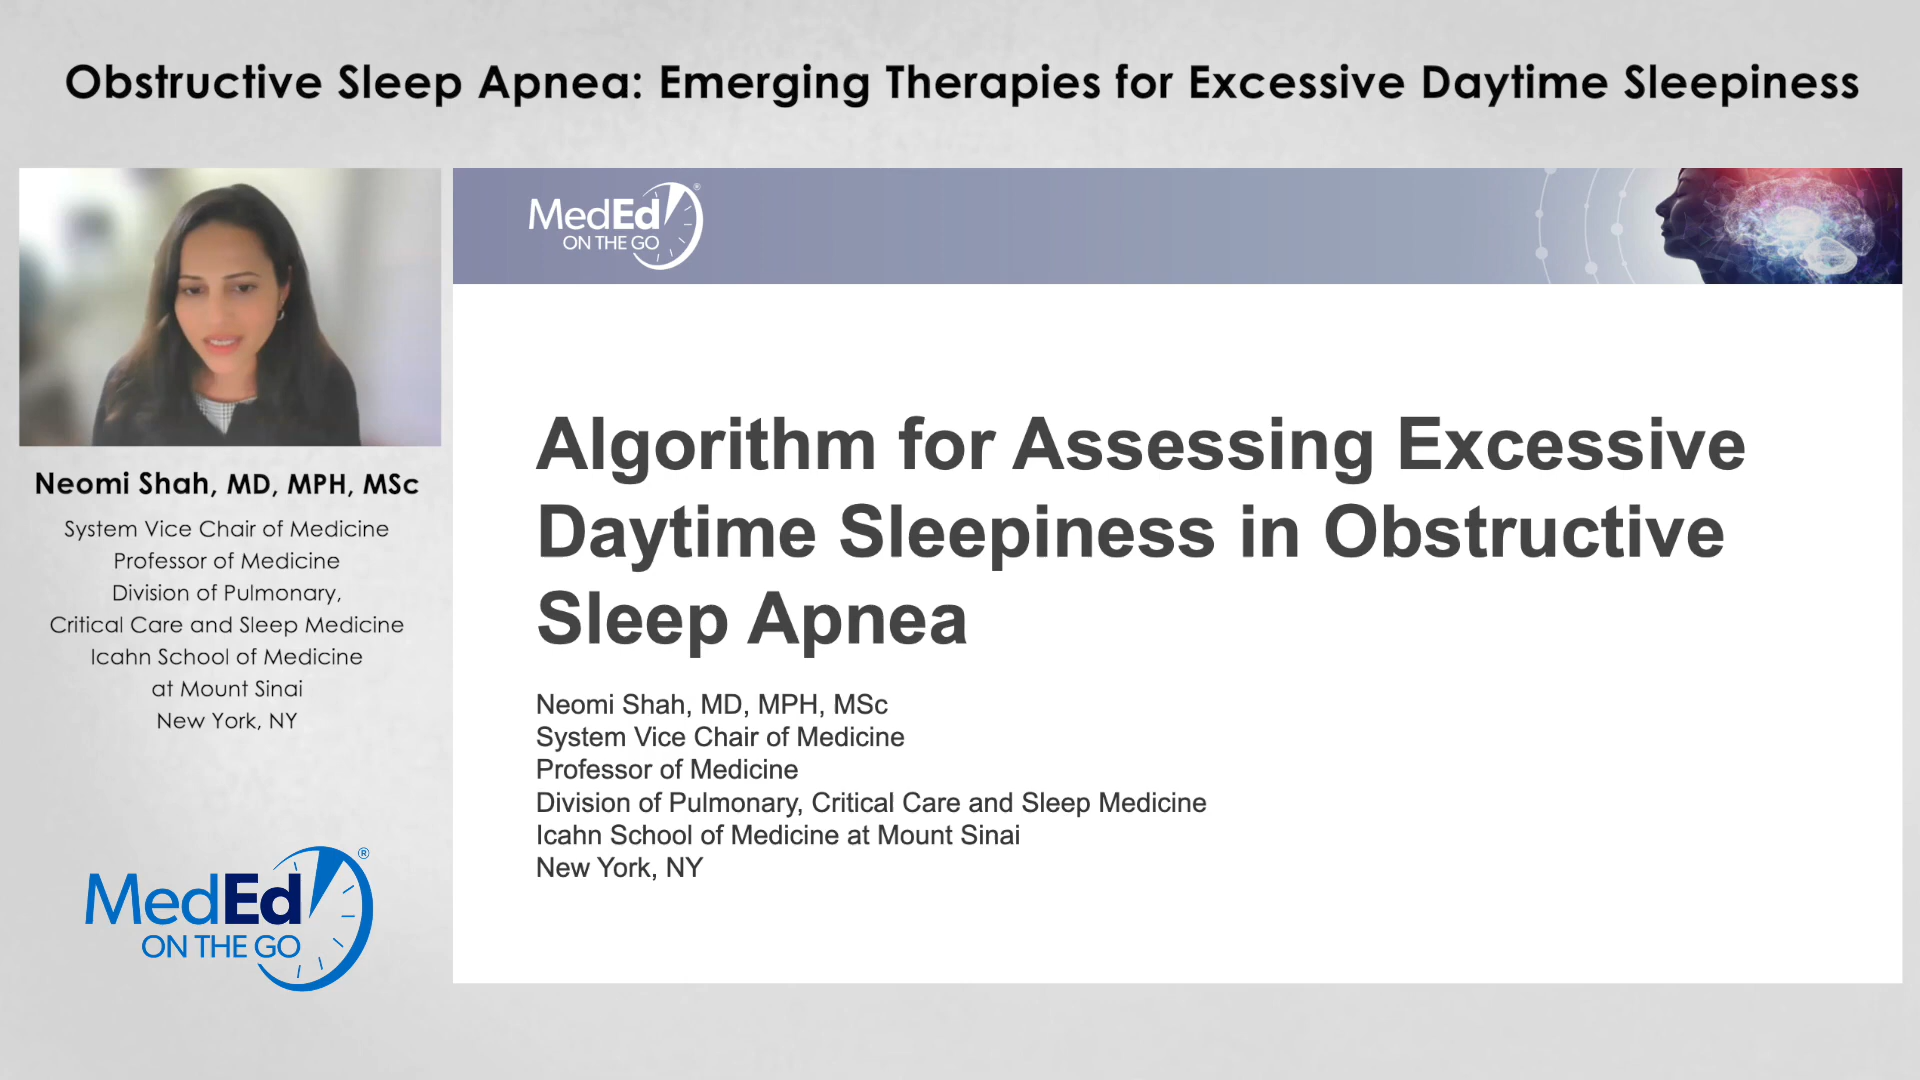 Obstructive Sleep Apnea: Emerging Therapies for Excessive Daytime Sleepiness
MedEd®
ON THE GO
Neomi Shah, MD, MPH, MSc
System Vice Chair of Medicine
Professor of Medicine
Division of Pulmonary,
Critical Care and Sleep Medicine
Icahn School of Medicine
at Mount Sinai
New York, NY
MedEd®
ON THE GO
Algorithm for Assessing Excessive
Daytime Sleepiness in Obstructive
Sleep Apnea
Neomi Shah, MD, MPH, MSc
System Vice Chair of Medicine
Professor of Medicine
Division of Pulmonary, Critical Care and Sleep Medicine
Icahn School of Medicine at Mount Sinai
New York, NY